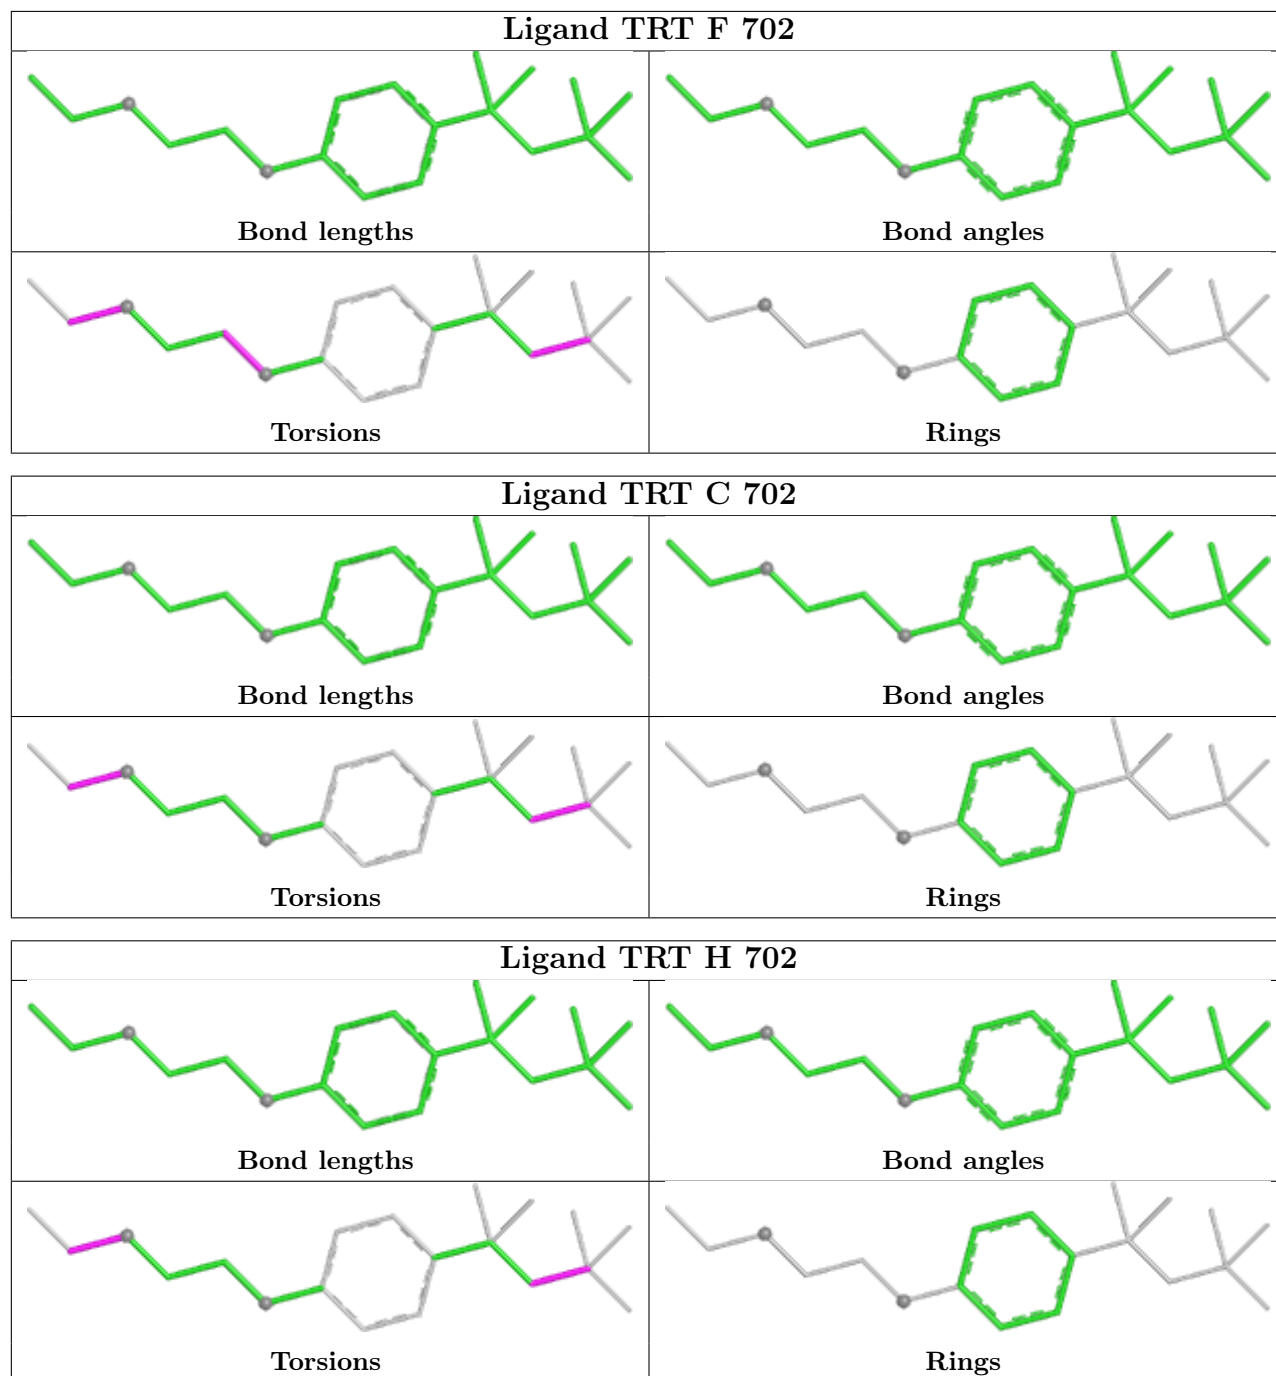 Ligand TRT F 702
Bond lengths
Bond angles
Torsions
Rings
Ligand TRT C 702
Bond lengths
Bond angles
Torsions
Rings
Ligand TRT H 702
Bond lengths
Bond angles
Torsions
Rings